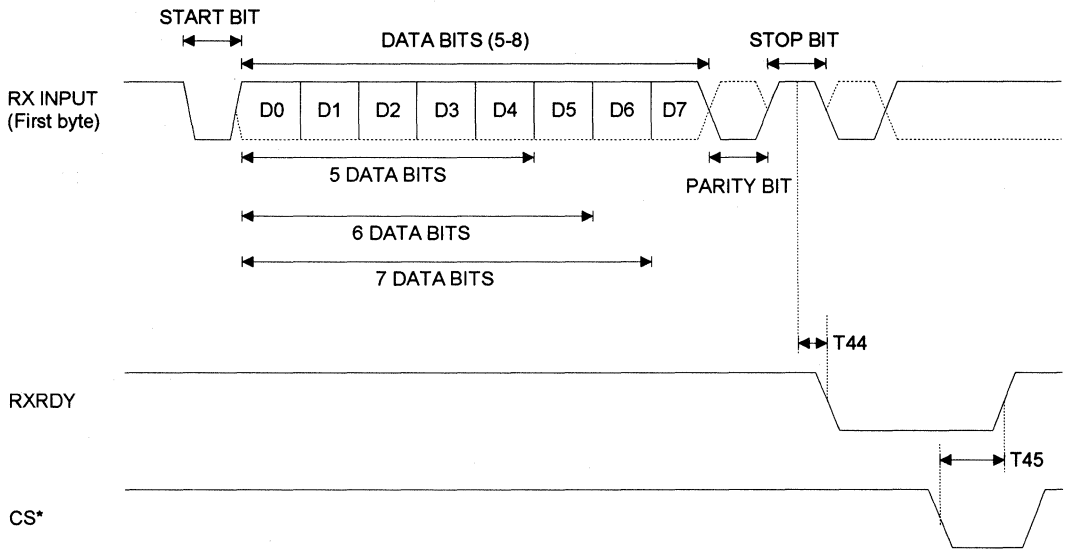 START BIT
DATA BITS (5-8)
STOP BIT
RX INPUT
(First byte)
D0 D1 D2 D3 D4 D5 D6 D7
5 DATA BITS
PARITY BIT
6 DATA BITS
7 DATA BITS
T44
RXRDY
T45
CS*